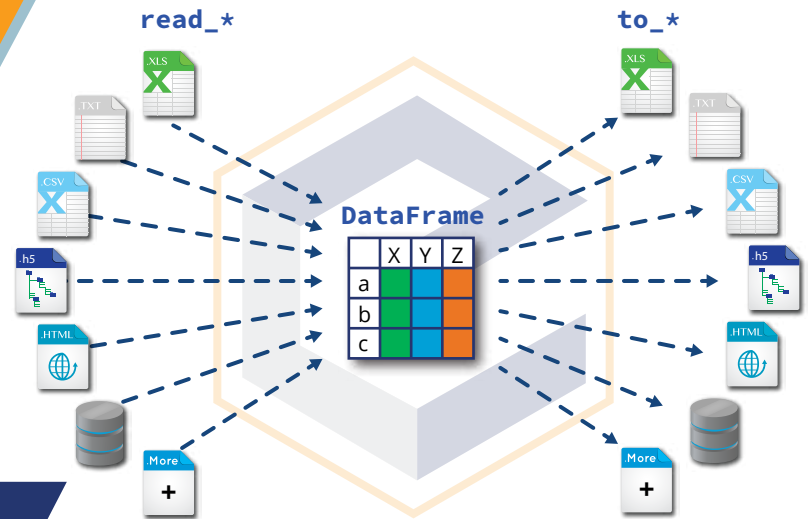 read_*
to_*
.XLS
.TXT
.CSV
.h5
.HTML
.More
+
DataFrame
X Y Z
a
b
c
.XLS
.TXT
.CSV
.h5
.HTML
.More
+